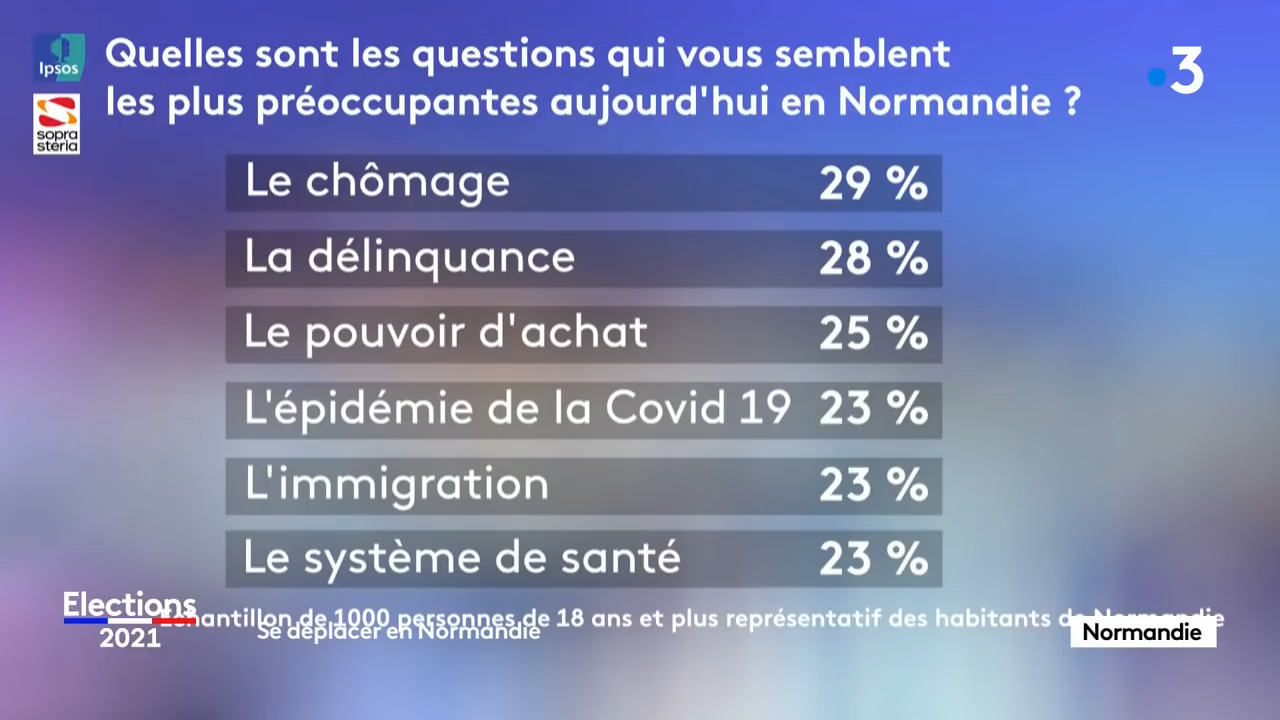 Ipsos
Quelles sont les questions qui vous semblent
les plus préoccupantes aujourd'hui en Normandie ?
3
sopra
steria
Le chômage 29 %
La délinquance 28 %
Le pouvoir d'achat 25 %
L'épidémie de la Covid 19 23 %
L'immigration 23 %
Le système de santé 23 %
Elections
2021
Echantillon de 1000 personnes de 18 ans et plus représentatif des habitants de Normandie
Se déplacer en Normandie
Normandie